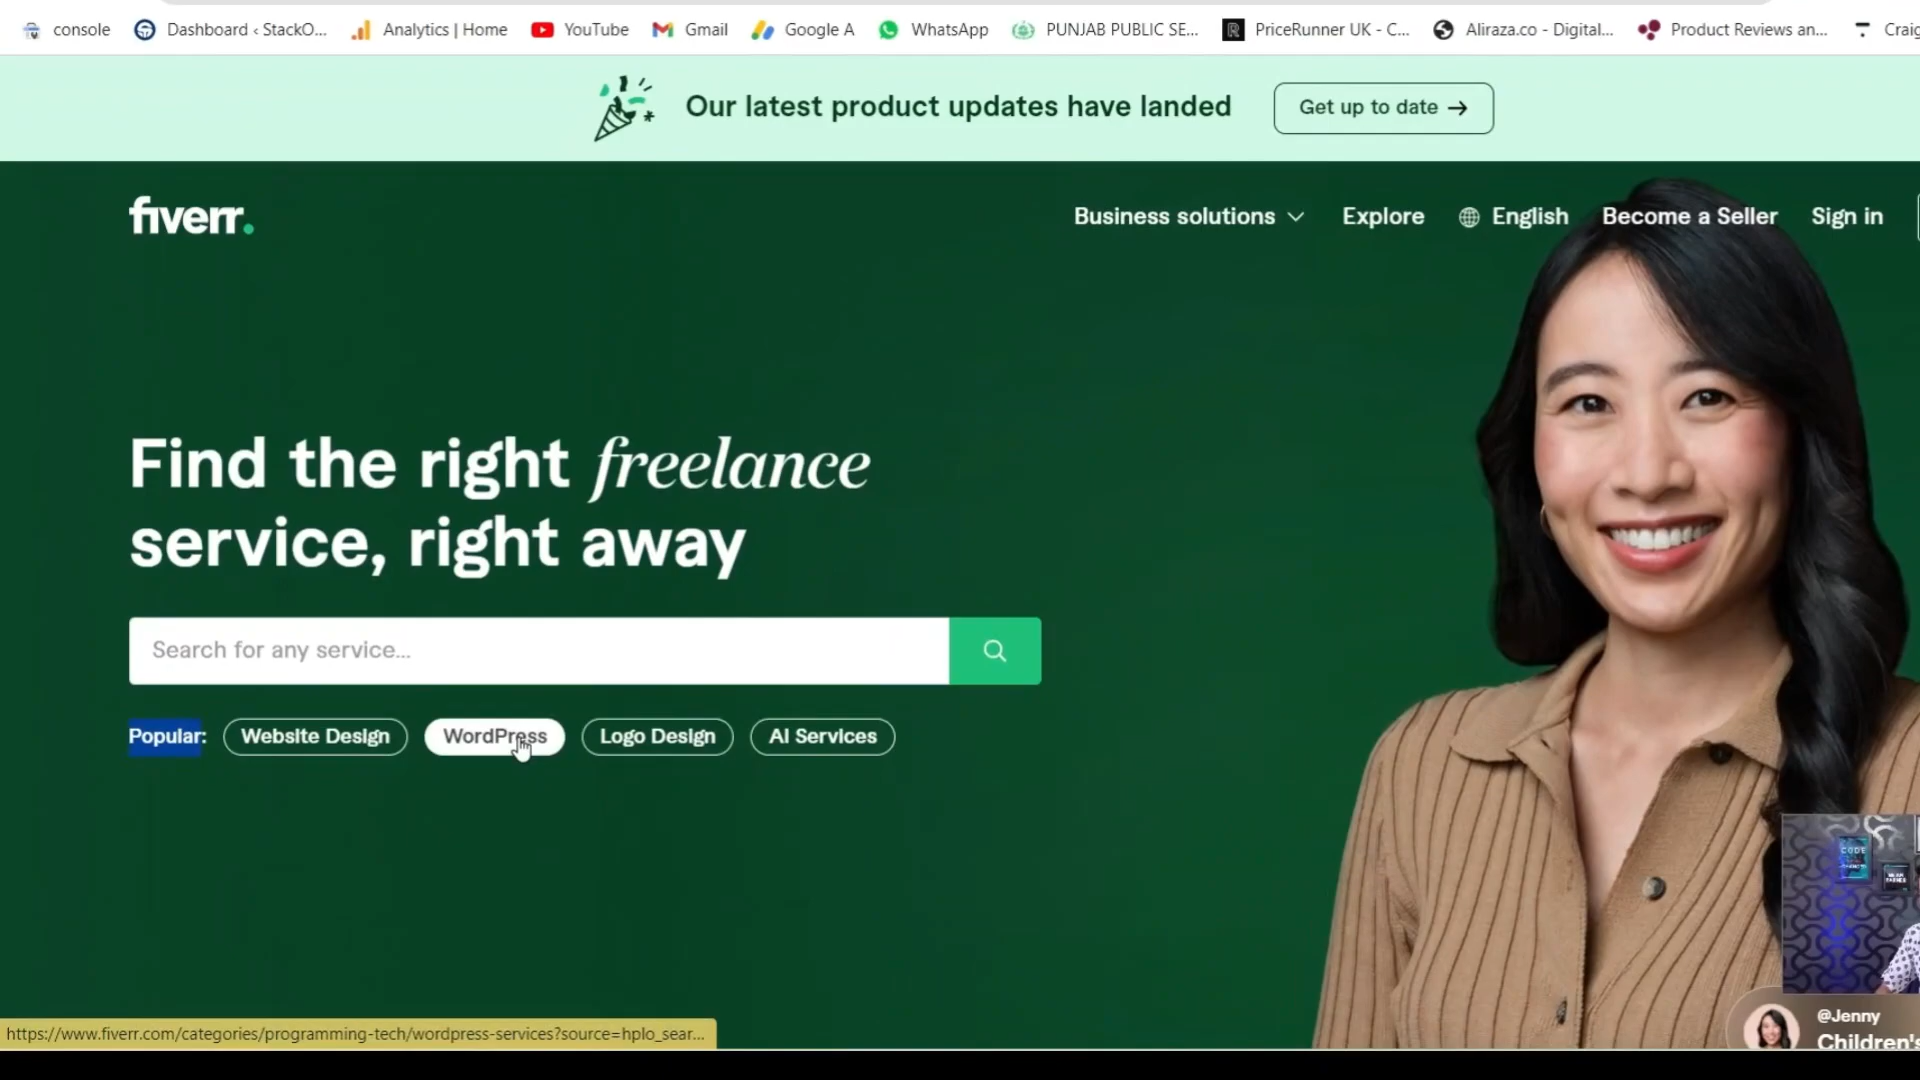 console
Dashboard ‹ StackO...
Analytics | Home
YouTube
Gmail
Google A
WhatsApp
PUNJAB PUBLIC SE...
PriceRunner UK - C...
Aliraza.co - Digital...
Product Reviews an...
Craig
Our latest product updates have landed
Get up to date →
fiverr.
Business solutions
Explore
English
Become a Seller
Sign in
Find the right freelance
service, right away
Search for any service...
Popular:
Website Design
WordPress
Logo Design
AI Services
CODE
@Jenny
Children's
https://www.fiverr.com/categories/programming-tech/wordpress-services?source=hplo_sear...